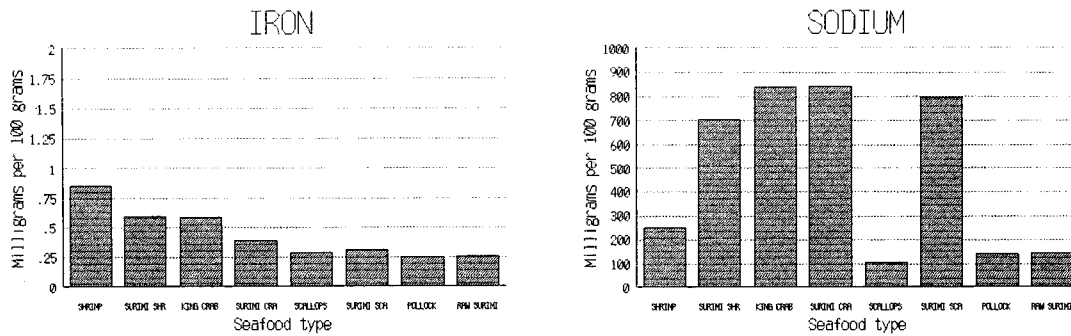 IRON
Milligrams per 100 grams
2
1.75
1.5
1.25
1
.75
.5
.25
0
SHRIMP SURIMI SHR KING CRAB SURIMI CRA SCALLOPS SURIMI SCA POLLOCK RAW SURIMI
Seafood type
SODIUM
Milligrams per 100 grams
1000
900
800
700
600
500
400
300
200
100
0
SHRIMP SURIMI SHR KING CRAB SURIMI CRA SCALLOPS SURIMI SCA POLLOCK RAW SURIMI
Seafood type